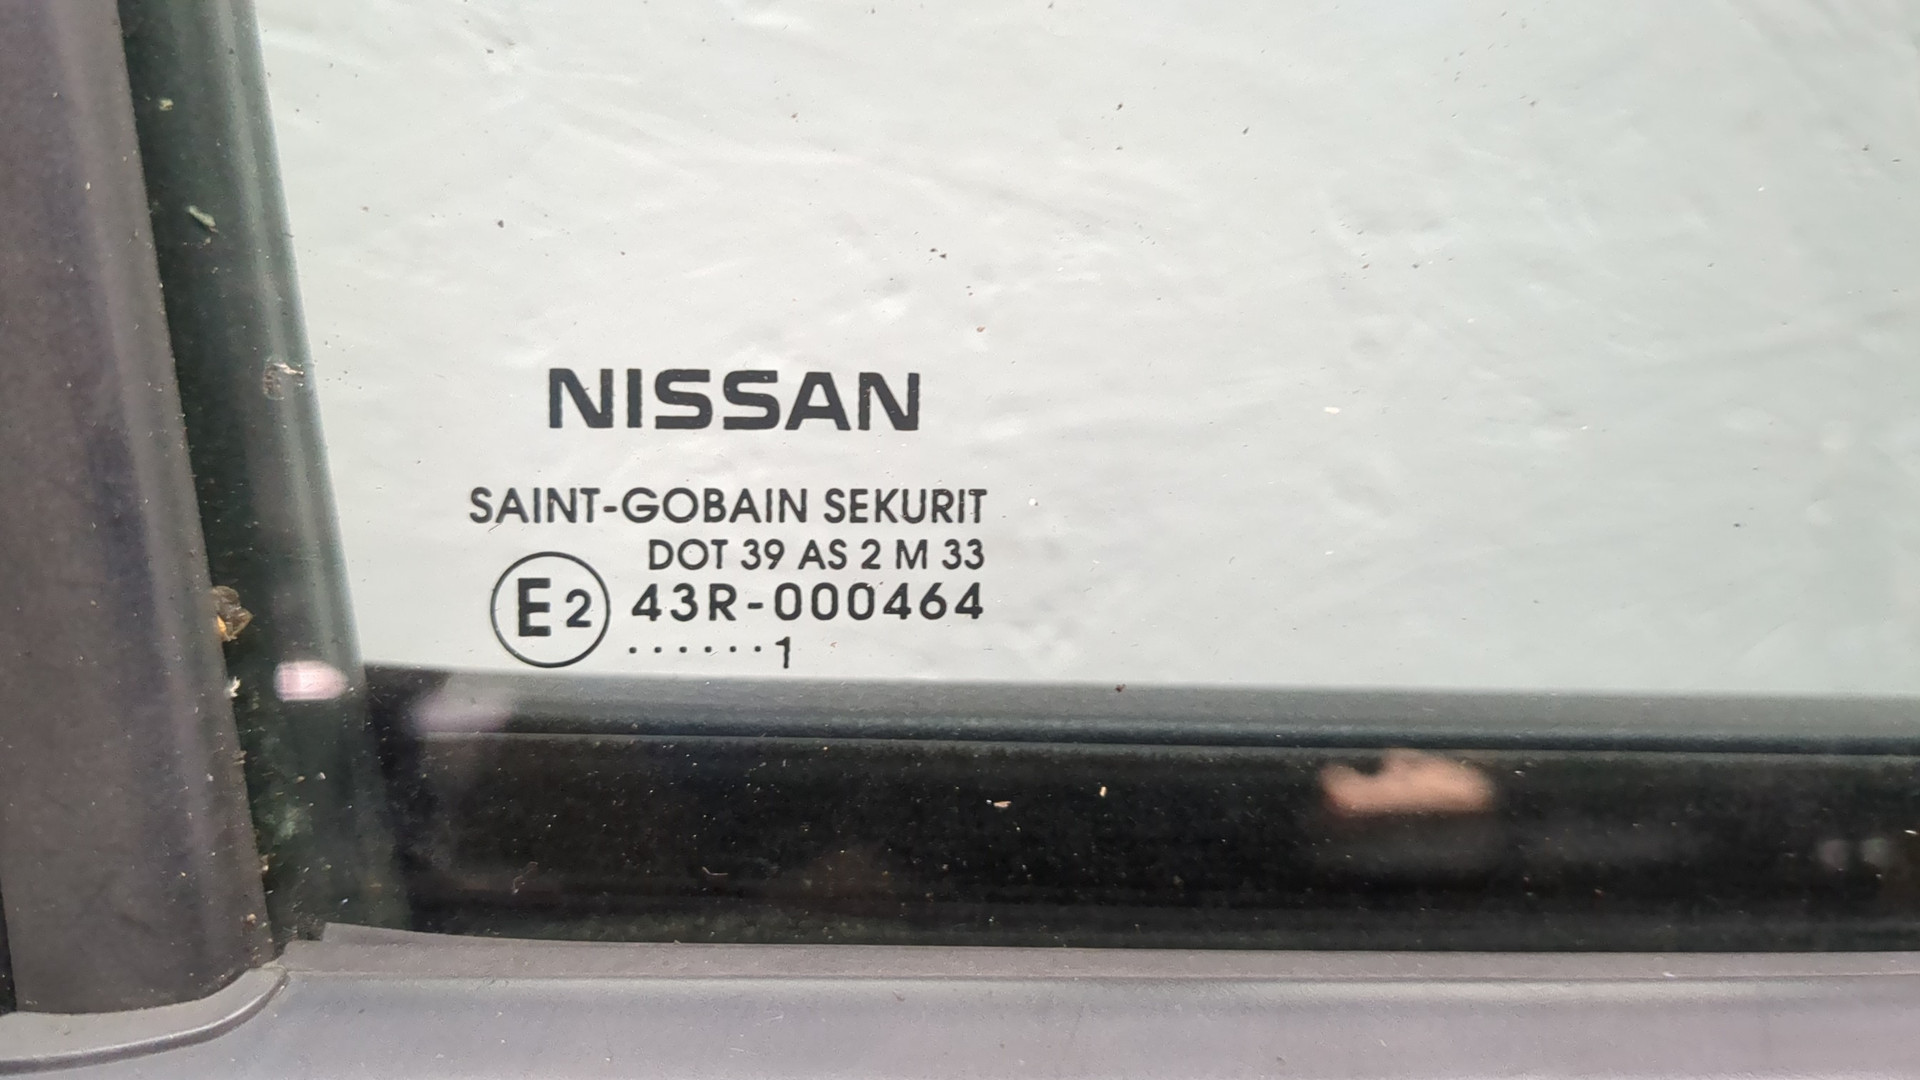 NISSAN
SAINT-GOBAIN SEKURIT
DOT 39 AS 2 M 33
E2 43R-000464
......1